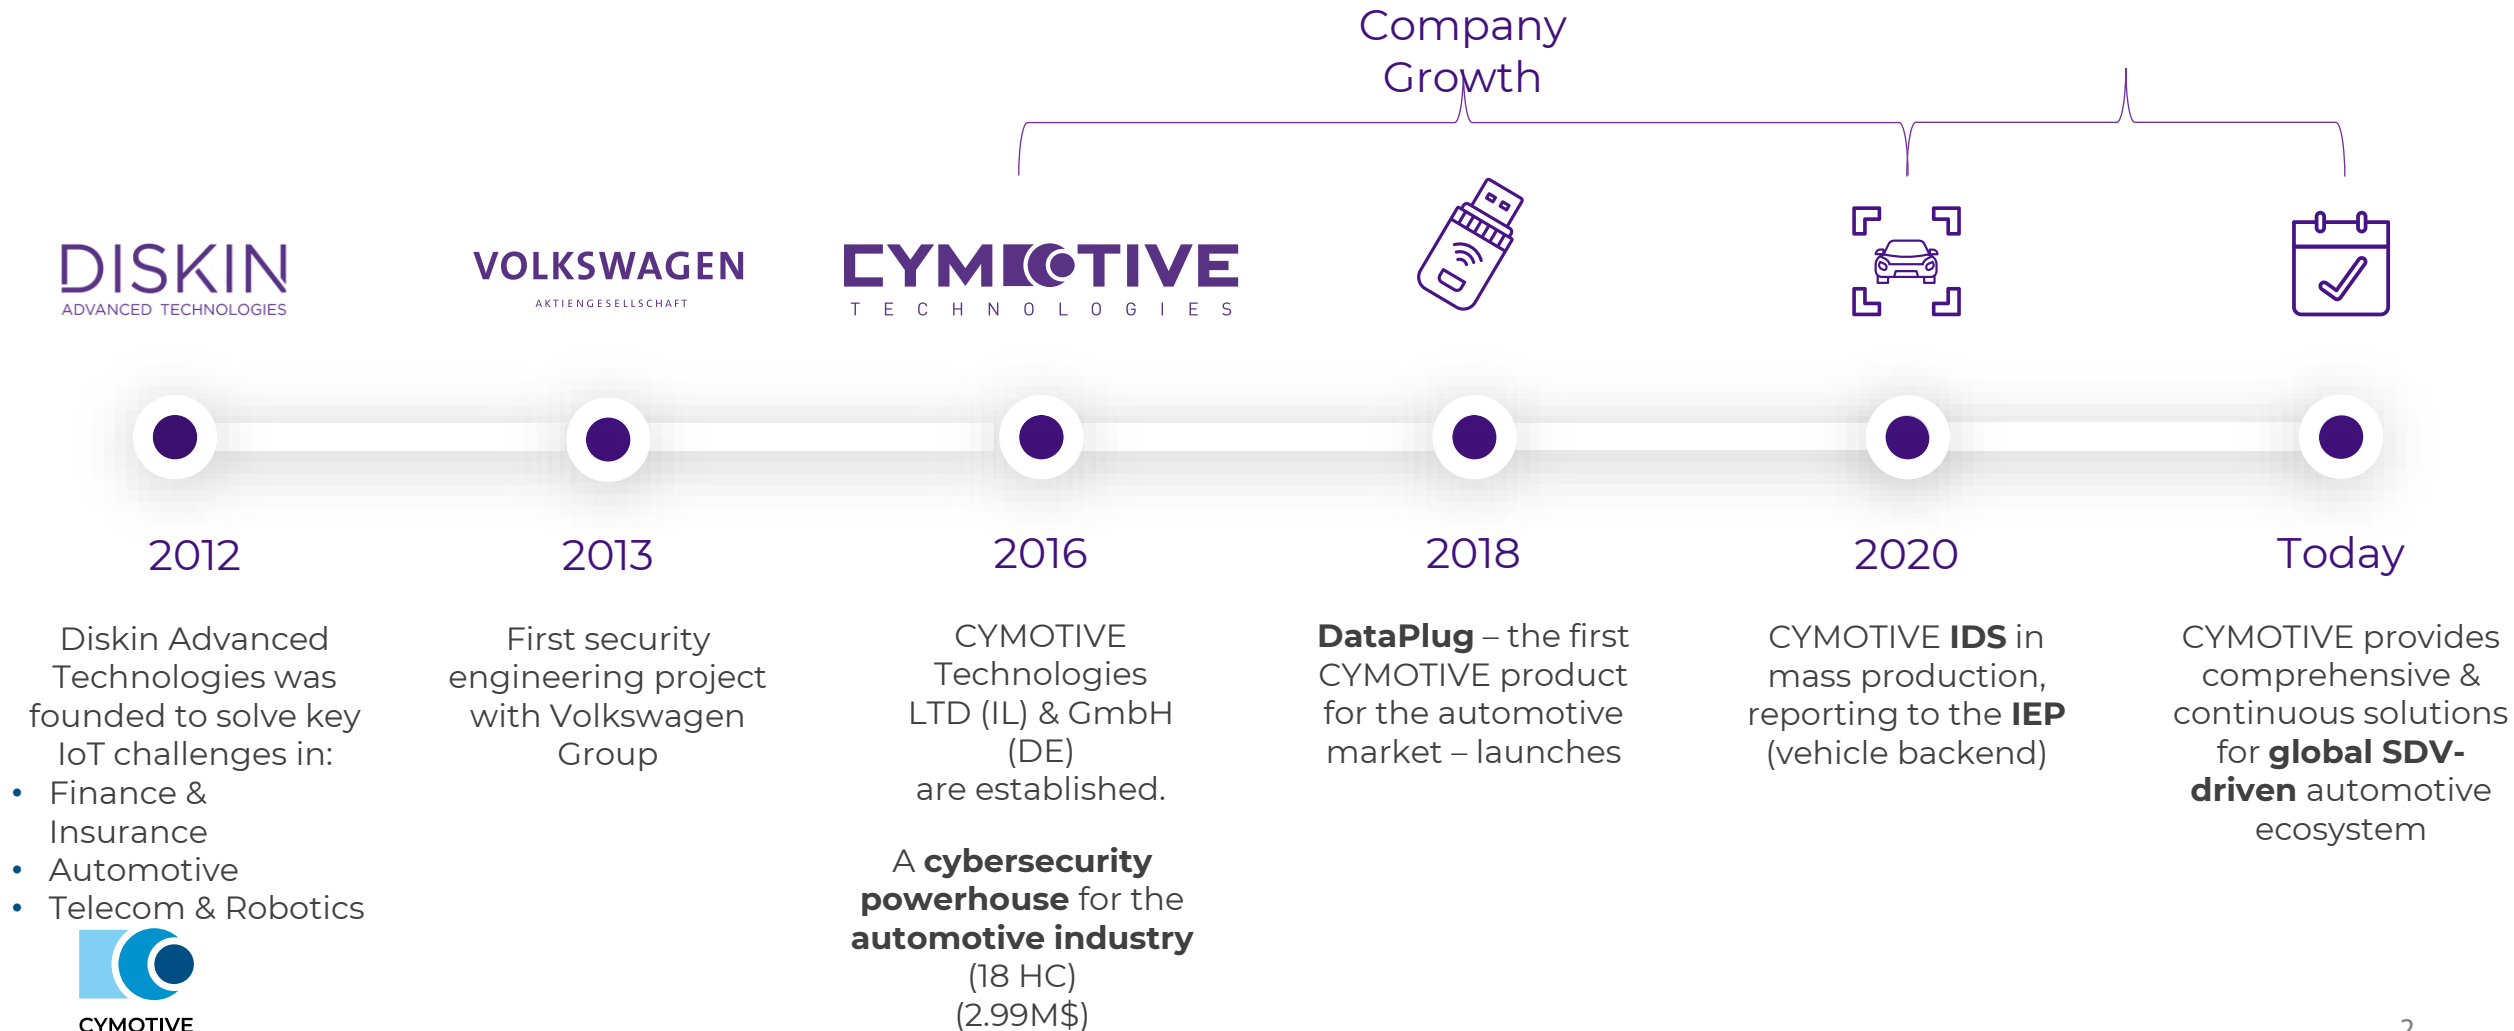 Company
Growth
DISKIN
ADVANCED TECHNOLOGIES
VOLKSWAGEN
AKTIENGESELLSCHAFT
CYMOTIVE
TECHNOLOGIES
2012
Diskin Advanced
Technologies was
founded to solve key
IoT challenges in:
• Finance &
Insurance
• Automotive
• Telecom & Robotics
2013
First security
engineering project
with Volkswagen
Group
2016
CYMOTIVE
Technologies
LTD (IL) & GmbH
(DE)
are established.
A cybersecurity
powerhouse for the
automotive industry
(18 HC)
(2.99M$)
2018
DataPlug – the first
CYMOTIVE product
for the automotive
market – launches
2020
CYMOTIVE IDS in
mass production,
reporting to the IEP
(vehicle backend)
Today
CYMOTIVE provides
comprehensive &
continuous solutions
for global SDV-
driven automotive
ecosystem
CYMOTIVE
2